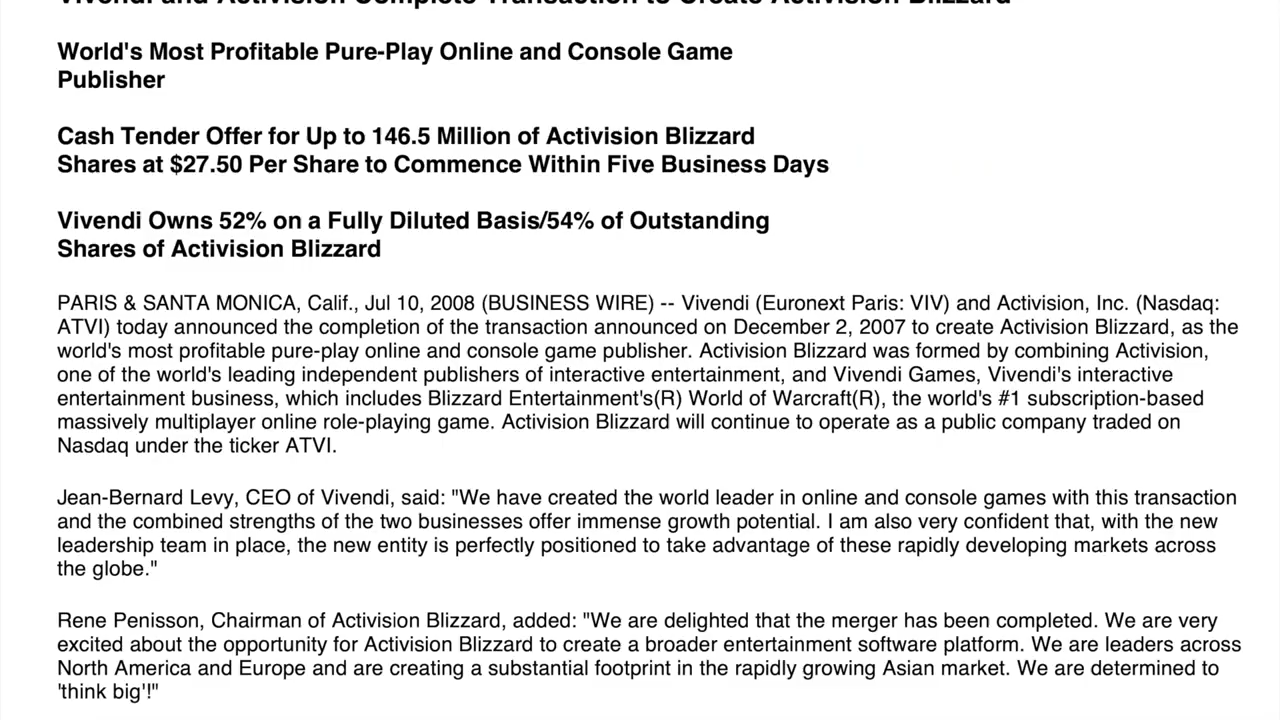 Vivendi and Activision Complete Transaction to Create Activision Blizzard
World's Most Profitable Pure-Play Online and Console Game
Publisher
Cash Tender Offer for Up to 146.5 Million of Activision Blizzard
Shares at $27.50 Per Share to Commence Within Five Business Days
Vivendi Owns 52% on a Fully Diluted Basis/54% of Outstanding
Shares of Activision Blizzard
PARIS & SANTA MONICA, Calif., Jul 10, 2008 (BUSINESS WIRE) -- Vivendi (Euronext Paris: VIV) and Activision, Inc. (Nasdaq:
ATVI) today announced the completion of the transaction announced on December 2, 2007 to create Activision Blizzard, as the
world's most profitable pure-play online and console game publisher. Activision Blizzard was formed by combining Activision,
one of the world's leading independent publishers of interactive entertainment, and Vivendi Games, Vivendi's interactive
entertainment business, which includes Blizzard Entertainment's(R) World of Warcraft(R), the world's #1 subscription-based
massively multiplayer online role-playing game. Activision Blizzard will continue to operate as a public company traded on
Nasdaq under the ticker ATVI.
Jean-Bernard Levy, CEO of Vivendi, said: "We have created the world leader in online and console games with this transaction
and the combined strengths of the two businesses offer immense growth potential. I am also very confident that, with the new
leadership team in place, the new entity is perfectly positioned to take advantage of these rapidly developing markets across
the globe."
Rene Penisson, Chairman of Activision Blizzard, added: "We are delighted that the merger has been completed. We are very
excited about the opportunity for Activision Blizzard to create a broader entertainment software platform. We are leaders across
North America and Europe and are creating a substantial footprint in the rapidly growing Asian market. We are determined to
'think big'!"